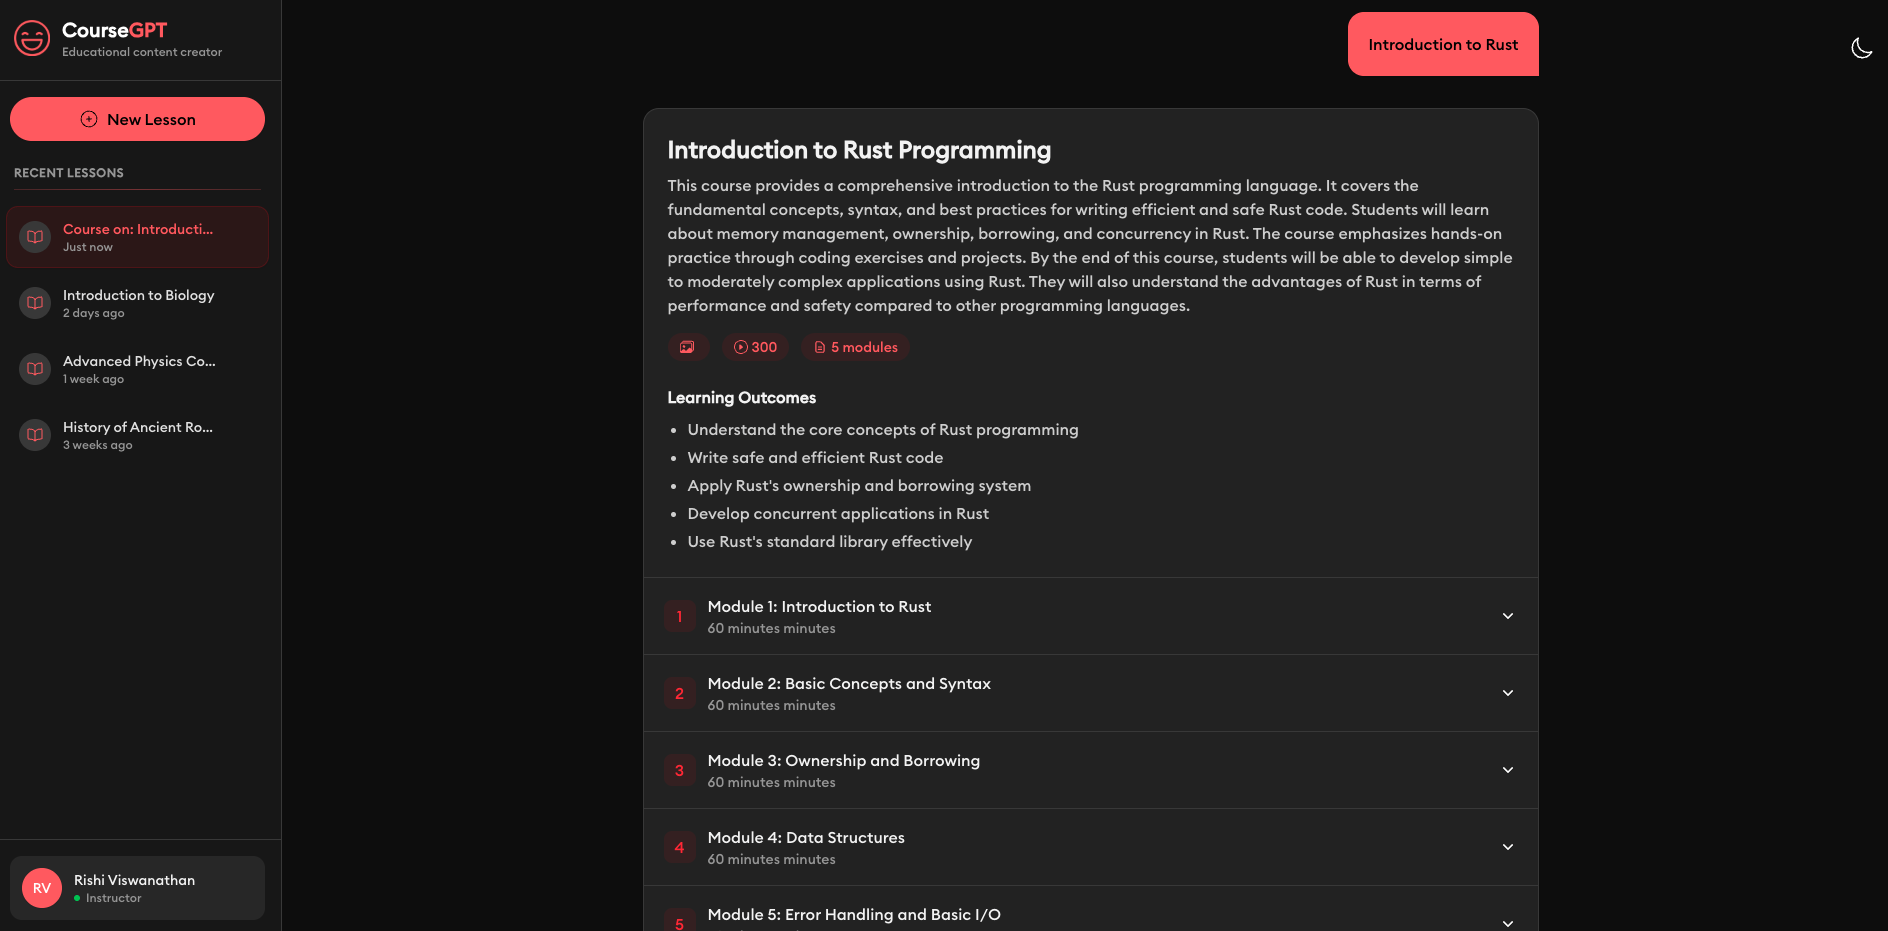 CourseGPT
Educational content creator
New Lesson
RECENT LESSONS
Course on: Introducti...
Just now
Introduction to Biology
2 days ago
Advanced Physics Co...
1 week ago
History of Ancient Ro...
3 weeks ago
RV
Rishi Viswanathan
Instructor
Introduction to Rust
Introduction to Rust Programming
This course provides a comprehensive introduction to the Rust programming language. It covers the
fundamental concepts, syntax, and best practices for writing efficient and safe Rust code. Students will learn
about memory management, ownership, borrowing, and concurrency in Rust. The course emphasizes hands-on
practice through coding exercises and projects. By the end of this course, students will be able to develop simple
to moderately complex applications using Rust. They will also understand the advantages of Rust in terms of
performance and safety compared to other programming languages.
300
5 modules
Learning Outcomes
• Understand the core concepts of Rust programming
• Write safe and efficient Rust code
• Apply Rust's ownership and borrowing system
• Develop concurrent applications in Rust
• Use Rust's standard library effectively
1
Module 1: Introduction to Rust
60 minutes minutes
2
Module 2: Basic Concepts and Syntax
60 minutes minutes
3
Module 3: Ownership and Borrowing
60 minutes minutes
4
Module 4: Data Structures
60 minutes minutes
5
Module 5: Error Handling and Basic I/O